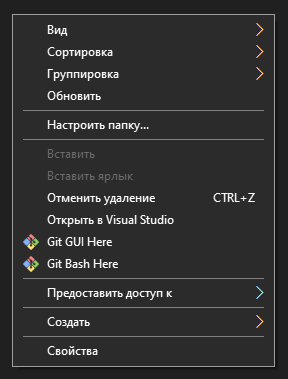 Вид
Сортировка
Группировка
Обновить
Настроить папку...
Вставить
Вставить ярлык
Отменить удаление CTRL+Z
Открыть в Visual Studio
Git GUI Here
Git Bash Here
Предоставить доступ к
Создать
Свойства